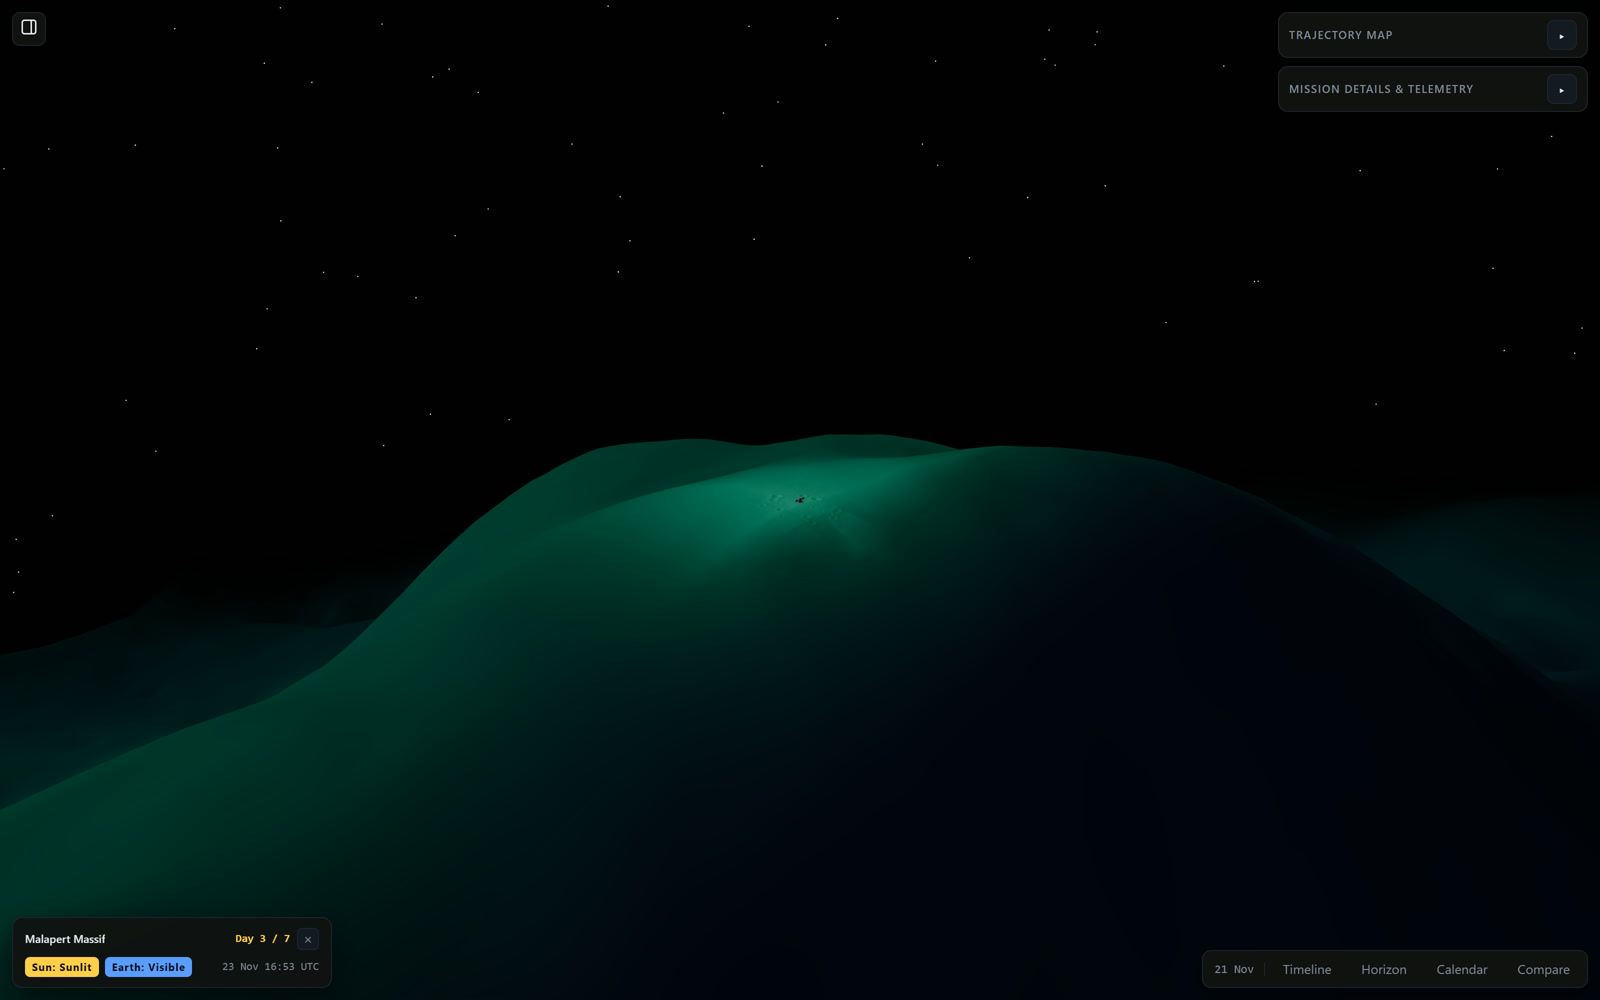 TRAJECTORY MAP
MISSION DETAILS & TELEMETRY
Malapert Massif Day 3 / 7
Sun: Sunlit Earth: Visible 23 Nov 16:53 UTC
21 Nov Timeline Horizon Calendar Compare